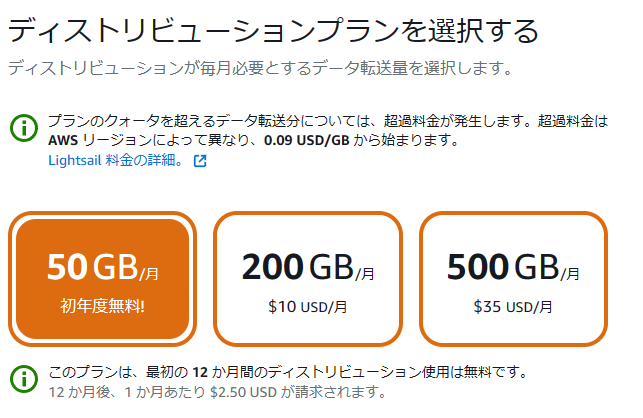 ディストリビューションプランを選択する
ディストリビューションが毎月必要とするデータ転送量を選択します。
プランのクォータを超えるデータ転送分については、超過料金が発生します。超過料金は
AWS リージョンによって異なり、0.09 USD/GB から始まります。
Lightsail 料金の詳細。
50 GB/月
初年度無料!
200 GB/月
$10 USD/月
500 GB/月
$35 USD/月
このプランは、最初の 12 か月間のディストリビューション使用は無料です。
12 か月後、1 か月あたり $2.50 USD が請求されます。